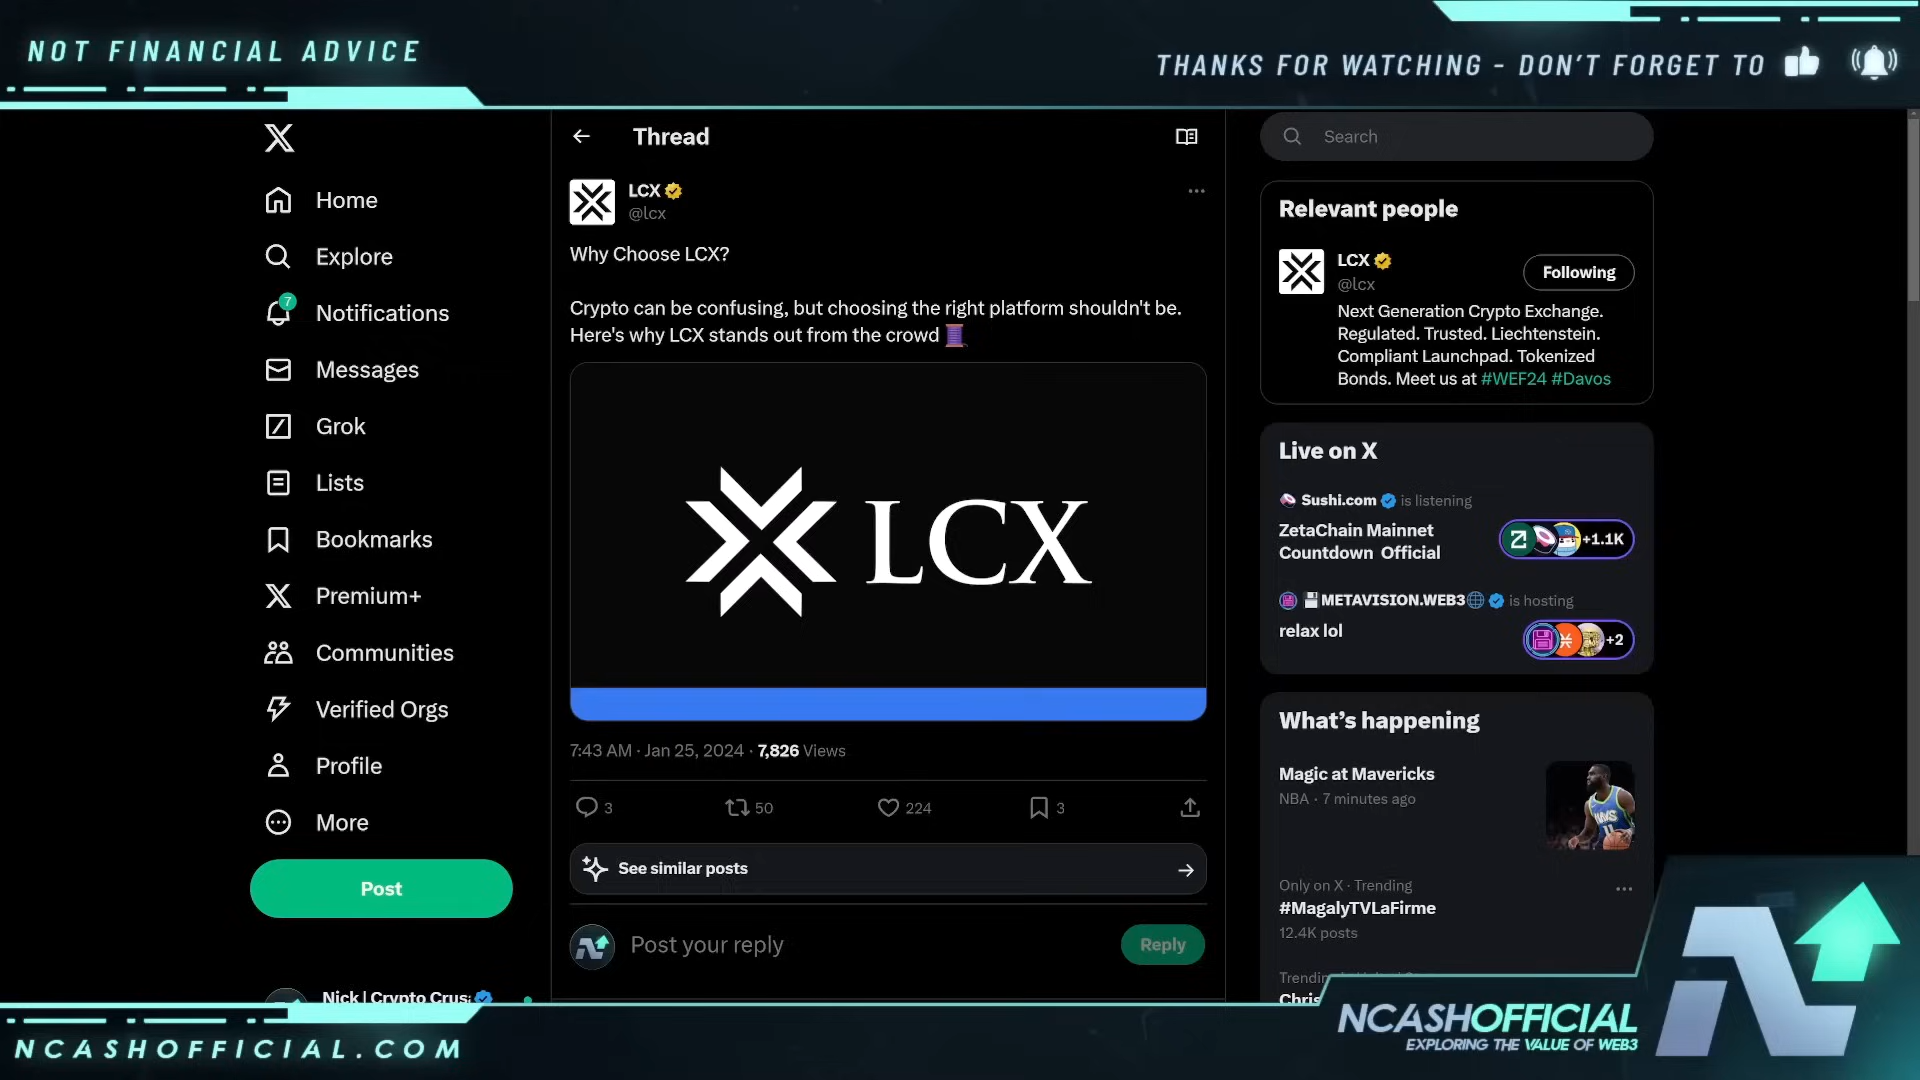 NOT FINANCIAL ADVICE
THANKS FOR WATCHING - DON'T FORGET TO
Home
Explore
7
Notifications
Messages
Grok
Lists
Bookmarks
Premium+
Communities
Verified Orgs
Profile
More
Post
Nick | Crypto Crus
Thread
LCX
@lcx
Why Choose LCX?
Crypto can be confusing, but choosing the right platform shouldn't be.
Here's why LCX stands out from the crowd
LCX
7:43 AM · Jan 25, 2024 · 7,826 Views
3 50 224 3
See similar posts
Post your reply
Reply
Search
Relevant people
LCX
@lcx
Following
Next Generation Crypto Exchange.
Regulated. Trusted. Liechtenstein.
Compliant Launchpad. Tokenized
Bonds. Meet us at #WEF24 #Davos
Live on X
Sushi.com is listening
ZetaChain Mainnet
Countdown Official
+1.1K
METAVISION.WEB3 is hosting
relax lol
+2
What's happening
Magic at Mavericks
NBA · 7 minutes ago
Only on X · Trending
#MagalyTVLaFirme
12.4K posts
Chris
NCASHOFFICIAL.COM
NCASHOFFICIAL
EXPLORING THE VALUE OF WEB3